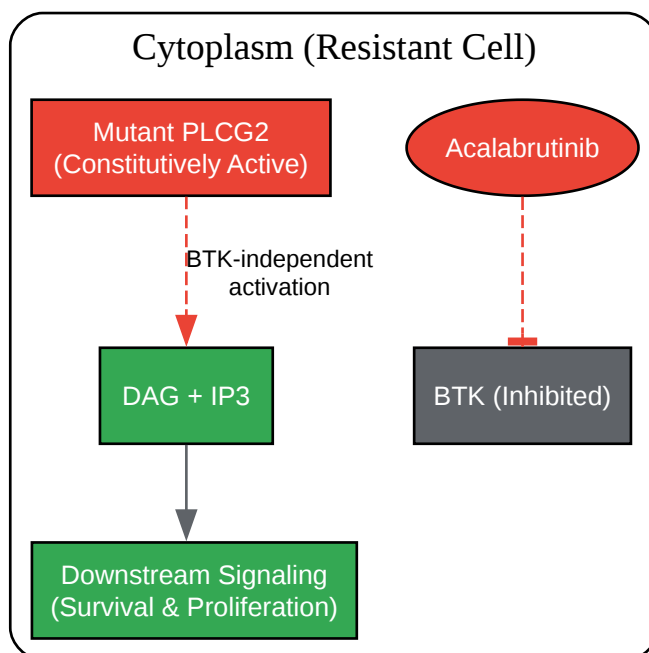 Cytoplasm (Resistant Cell)
Mutant PLCG2
(Constitutively Active)
Acalabrutinib
BTK-independent
activation
DAG + IP3
BTK (Inhibited)
Downstream Signaling
(Survival & Proliferation)